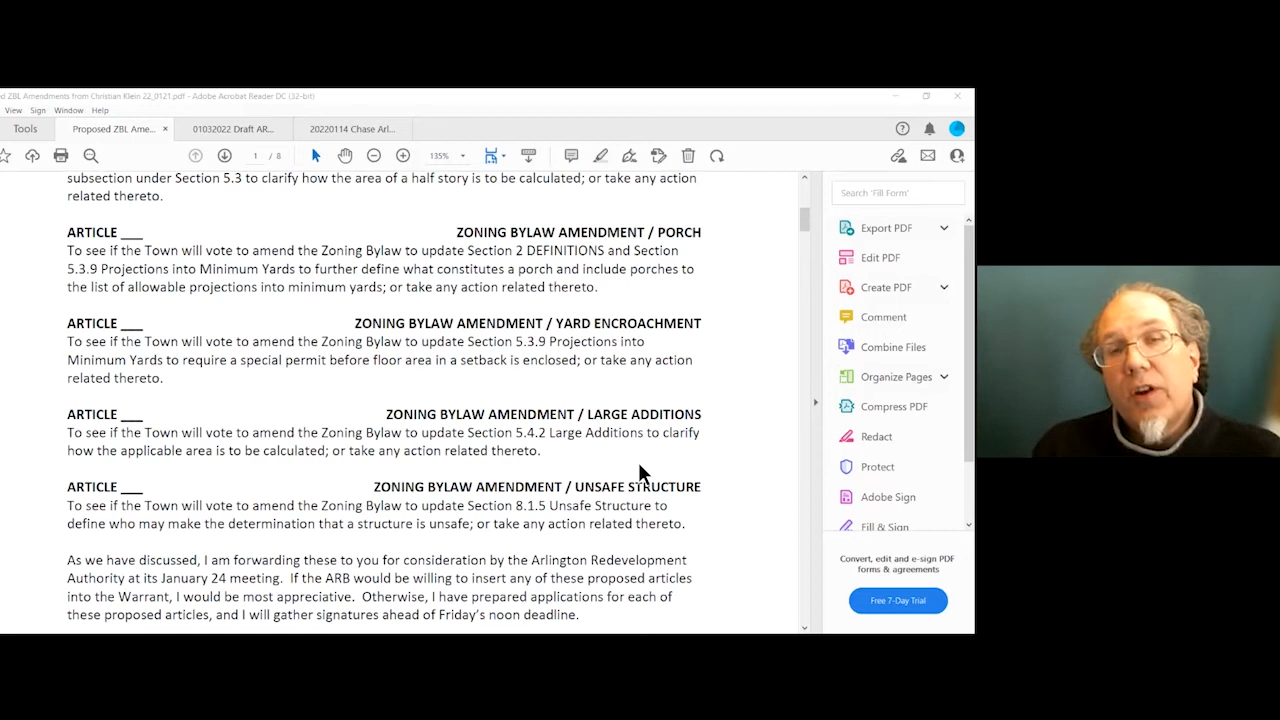 ed ZBL Amendments from Christian Klein 22_0121.pdf - Adobe Acrobat Reader DC (32-bit)
View Sign Window Help
Tools
Proposed ZBL Ame... ×
01032022 Draft AR...
20220114 Chase Arl...
1 / 8
135%
subsection under Section 5.3 to clarify how the area of a half story is to be calculated; or take any action
related thereto.
ARTICLE ___ ZONING BYLAW AMENDMENT / PORCH
To see if the Town will vote to amend the Zoning Bylaw to update Section 2 DEFINITIONS and Section
5.3.9 Projections into Minimum Yards to further define what constitutes a porch and include porches to
the list of allowable projections into minimum yards; or take any action related thereto.
ARTICLE ___ ZONING BYLAW AMENDMENT / YARD ENCROACHMENT
To see if the Town will vote to amend the Zoning Bylaw to update Section 5.3.9 Projections into
Minimum Yards to require a special permit before floor area in a setback is enclosed; or take any action
related thereto.
ARTICLE ___ ZONING BYLAW AMENDMENT / LARGE ADDITIONS
To see if the Town will vote to amend the Zoning Bylaw to update Section 5.4.2 Large Additions to clarify
how the applicable area is to be calculated; or take any action related thereto.
ARTICLE ___ ZONING BYLAW AMENDMENT / UNSAFE STRUCTURE
To see if the Town will vote to amend the Zoning Bylaw to update Section 8.1.5 Unsafe Structure to
define who may make the determination that a structure is unsafe; or take any action related thereto.
As we have discussed, I am forwarding these to you for consideration by the Arlington Redevelopment
Authority at its January 24 meeting. If the ARB would be willing to insert any of these proposed articles
into the Warrant, I would be most appreciative. Otherwise, I have prepared applications for each of
these proposed articles, and I will gather signatures ahead of Friday's noon deadline.
Search 'Fill Form'
Export PDF
Edit PDF
Create PDF
Comment
Combine Files
Organize Pages
Compress PDF
Redact
Protect
Adobe Sign
Fill & Sign
Convert, edit and e-sign PDF
forms & agreements
Free 7-Day Trial